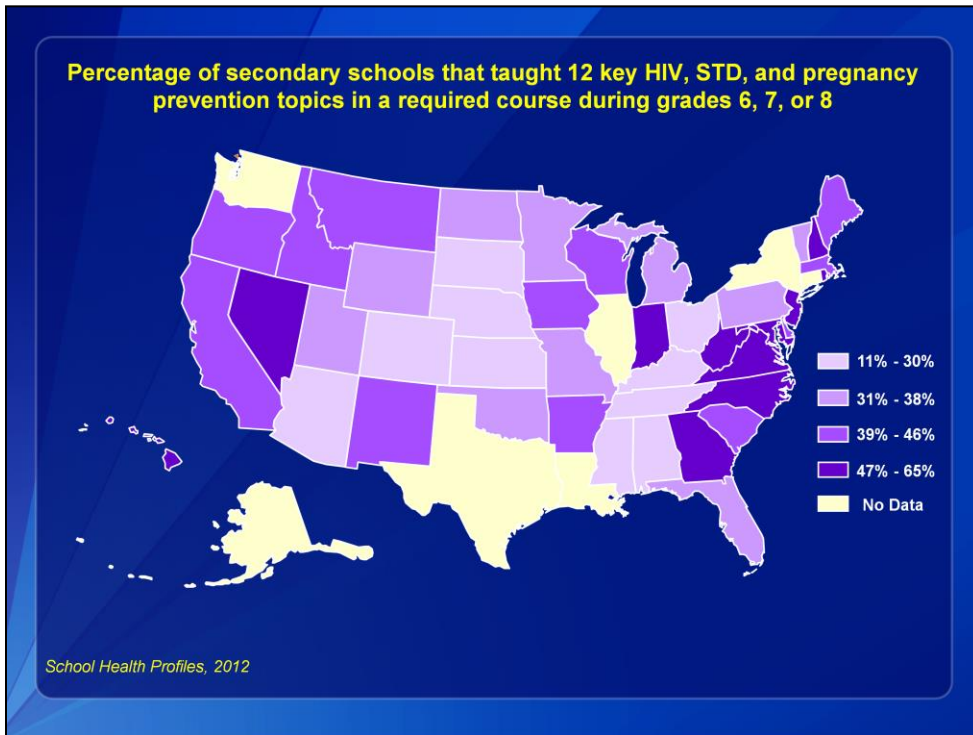 Percentage of secondary schools that taught 12 key HIV, STD, and pregnancy
prevention topics in a required course during grades 6, 7, or 8
11% - 30%
31% - 38%
39% - 46%
47% - 65%
No Data
School Health Profiles, 2012